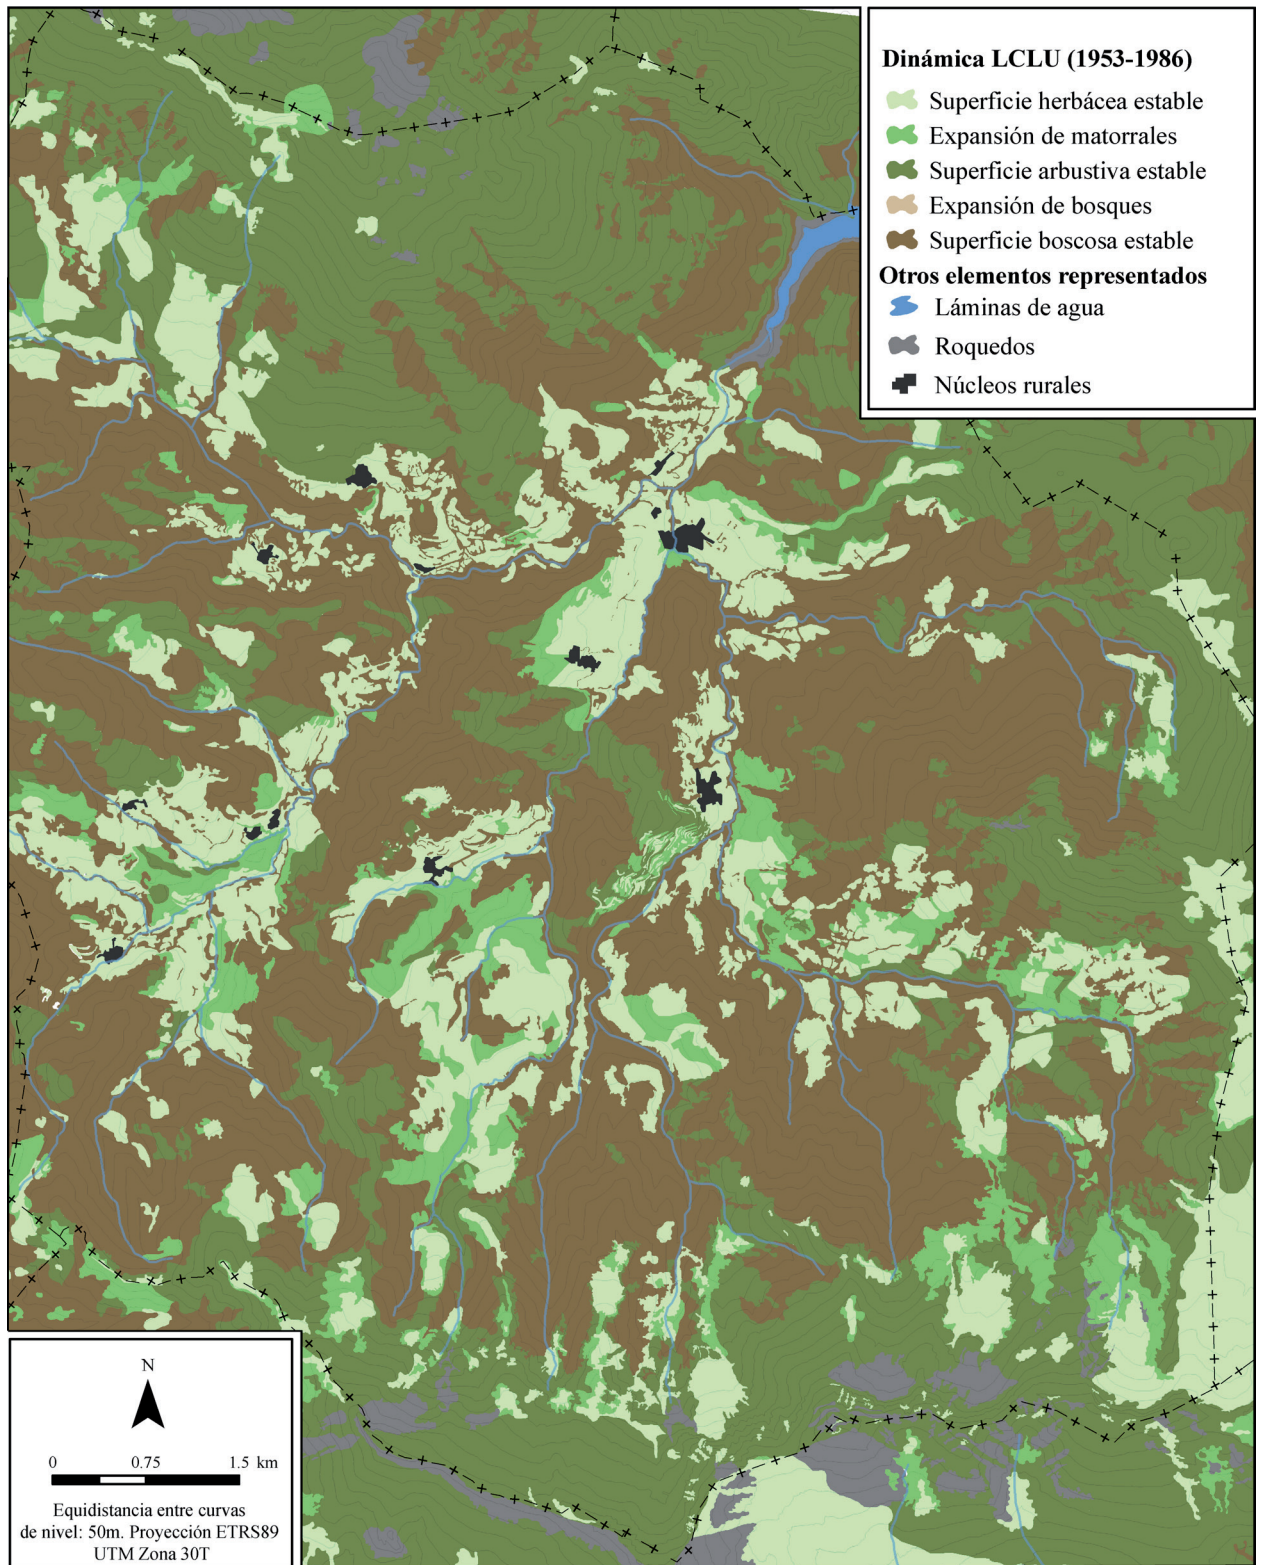 Dinámica LCLU (1953-1986)
Superficie herbácea estable
Expansión de matorrales
Superficie arbustiva estable
Expansión de bosques
Superficie boscosa estable
Otros elementos representados
Láminas de agua
Roquedos
Núcleos rurales
N
0 0.75 1.5 km
Equidistancia entre curvas
de nivel: 50m. Proyección ETRS89
UTM Zona 30T